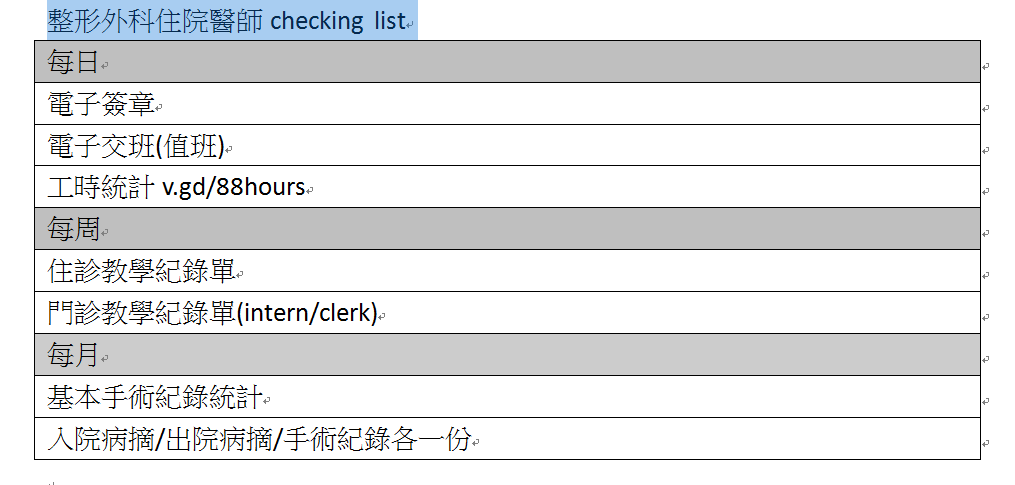 整形外科住院醫師 checking list
每日
電子簽章
電子交班(值班)
工時統計 v.gd/88hours
每周
住診教學紀錄單
門診教學紀錄單(intern/clerk)
每月
基本手術紀錄統計
入院病摘/出院病摘/手術紀錄各一份